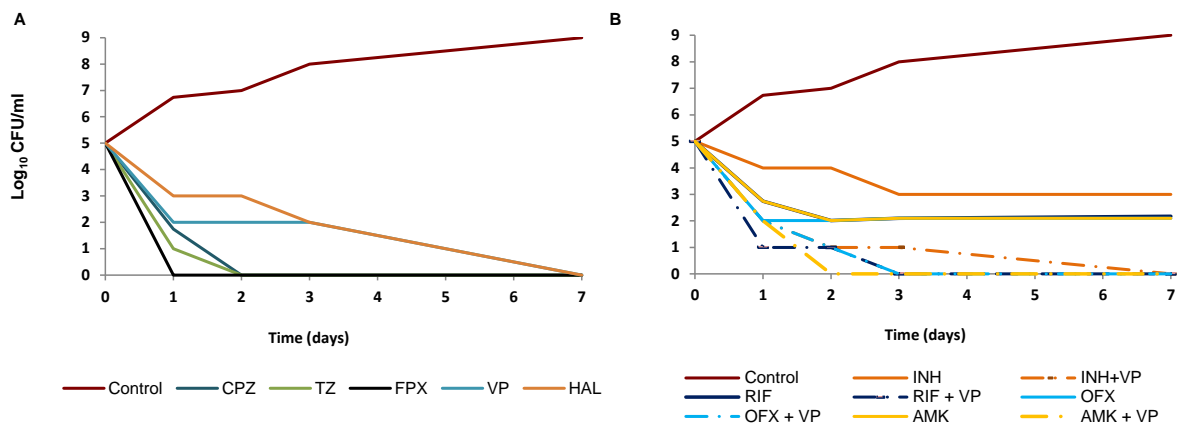 A
B
Log10 CFU/ml
9
8
7
6
5
4
3
2
1
0
0 1 2 3 4 5 6 7
Time (days)
Control CPZ TZ FPX VP HAL
9
8
7
6
5
4
3
2
1
0
0 1 2 3 4 5 6 7
Time (days)
Control INH INH+VP
RIF RIF + VP OFX
OFX + VP AMK AMK + VP